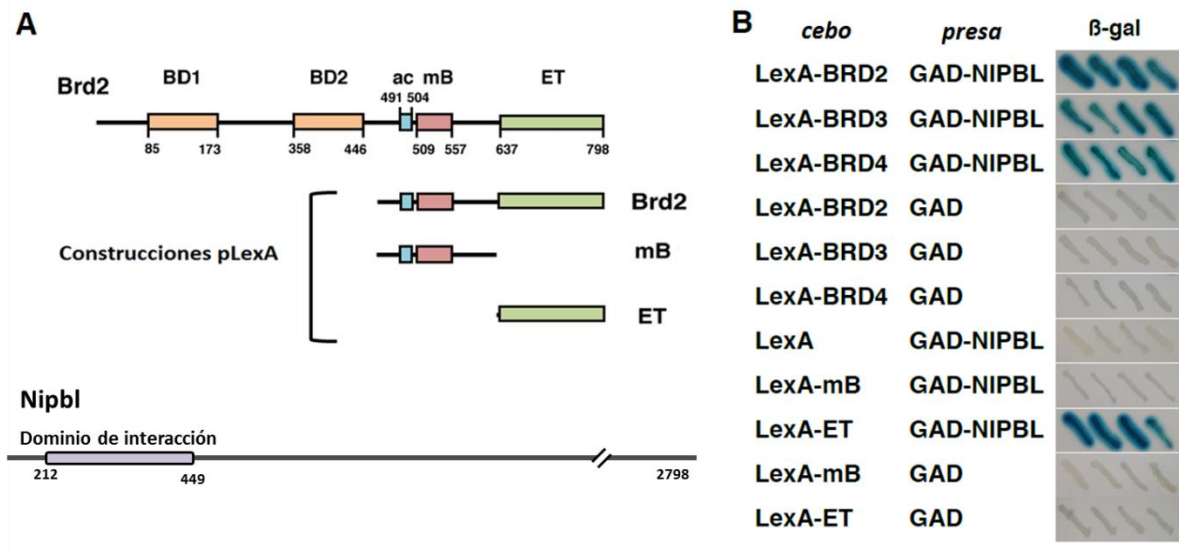 A
Brd2
BD1
BD2
ac mB
ET
491 504
85 173 358 446 509 557 637 798
Brd2
Construcciones pLexA
mB
ET
Nipbl
Dominio de interacción
212 449 2798
B
cebo presa ß-gal
LexA-BRD2 GAD-NIPBL
LexA-BRD3 GAD-NIPBL
LexA-BRD4 GAD-NIPBL
LexA-BRD2 GAD
LexA-BRD3 GAD
LexA-BRD4 GAD
LexA GAD-NIPBL
LexA-mB GAD-NIPBL
LexA-ET GAD-NIPBL
LexA-mB GAD
LexA-ET GAD